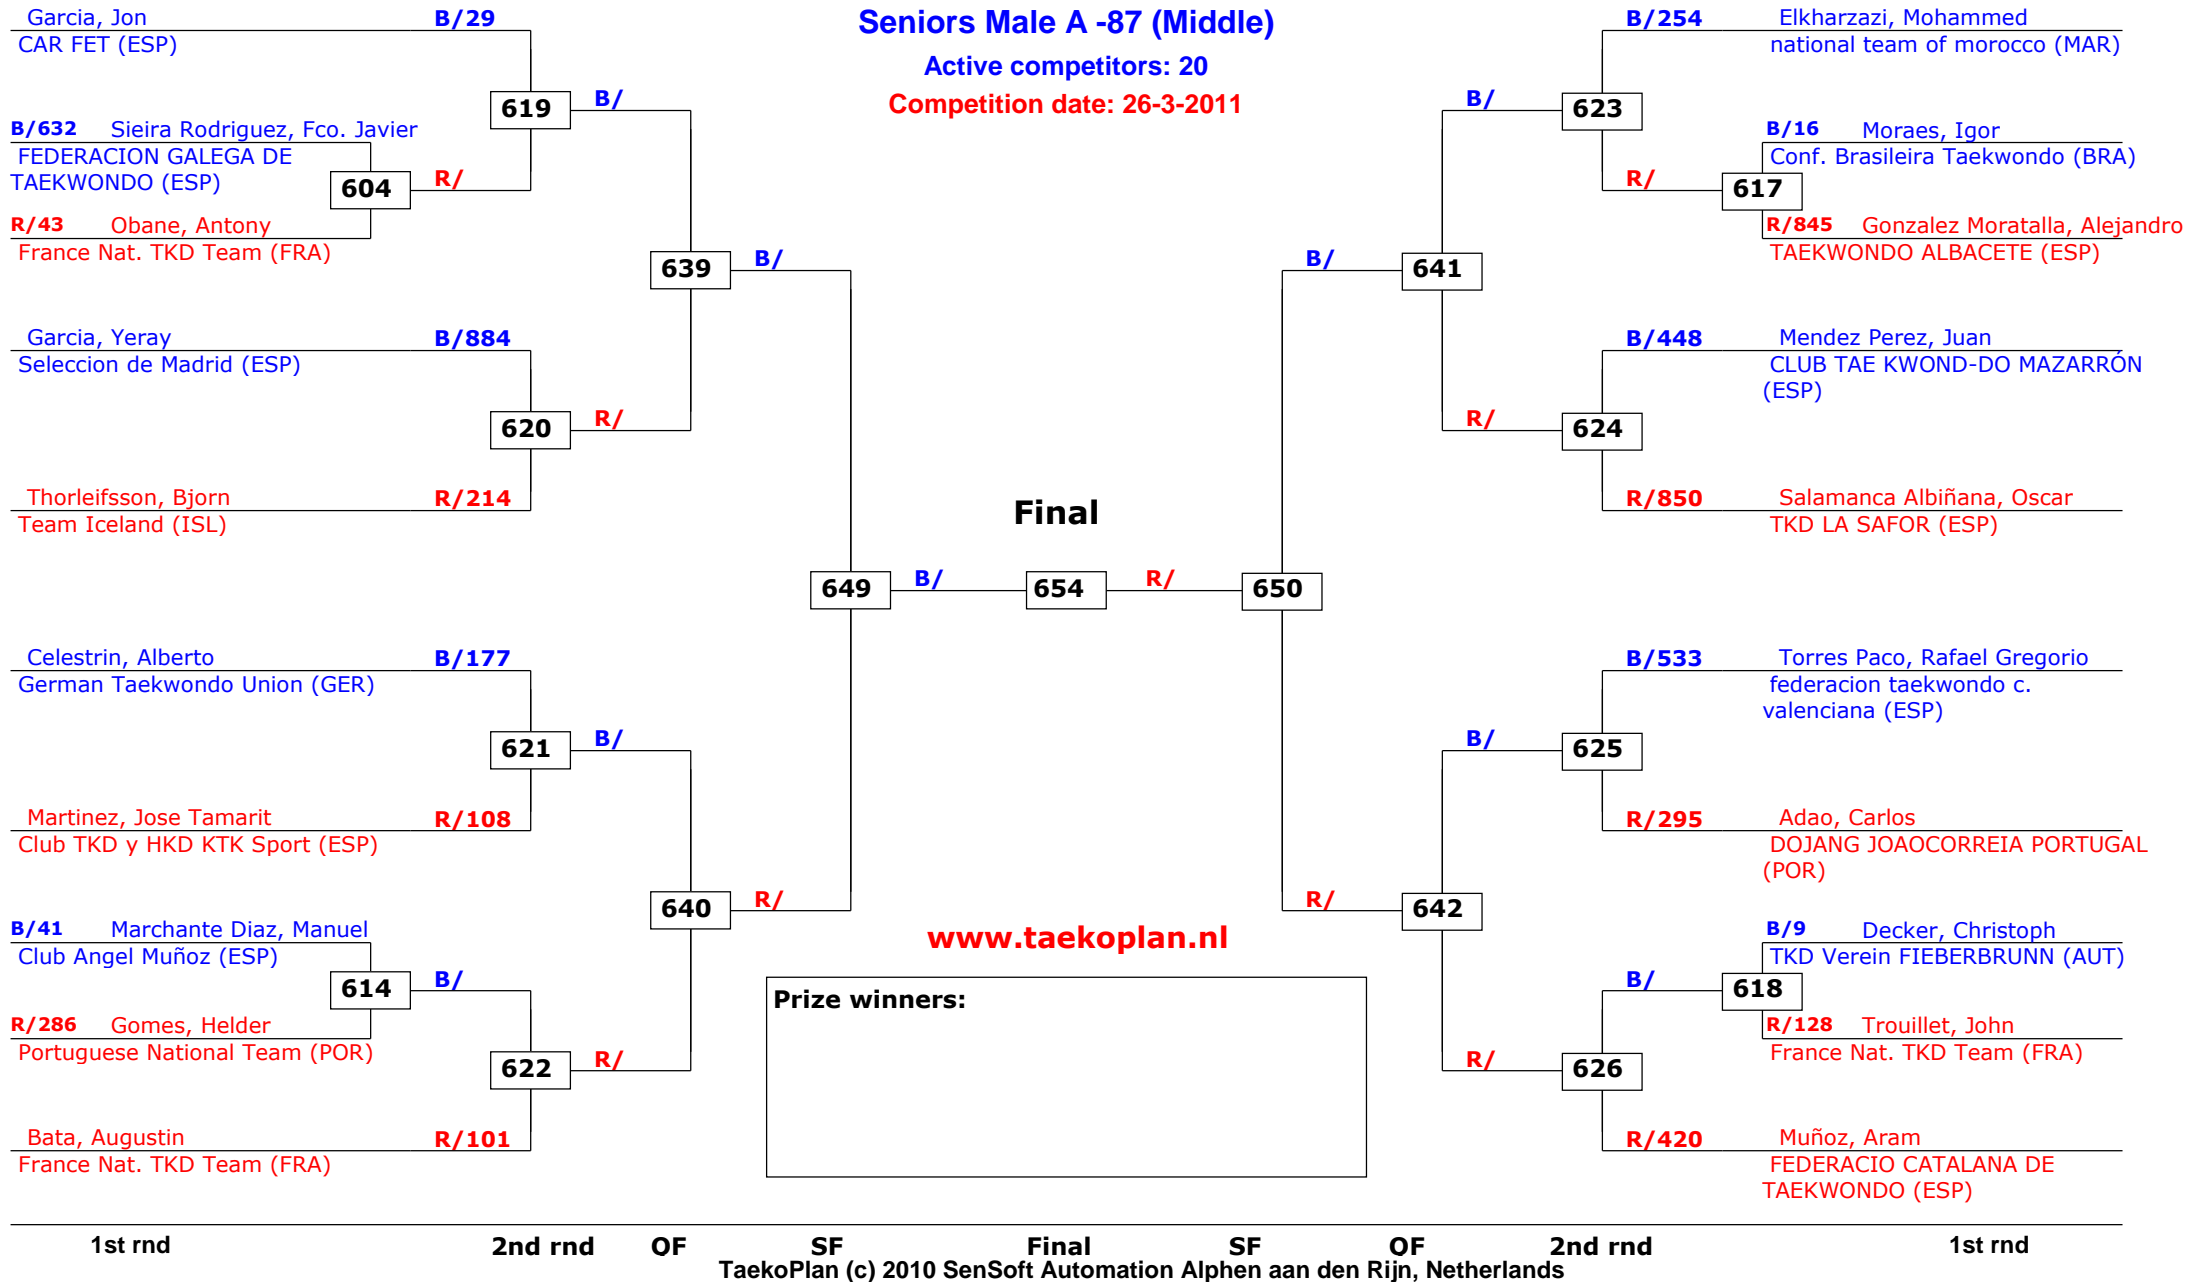 Seniors Male A -87 (Middle)
Active competitors: 20
Competition date: 26-3-2011
Garcia, Jon B/29
CAR FET (ESP)
619
B/
B/632 Sieira Rodriguez, Fco. Javier
FEDERACION GALEGA DE
TAEKWONDO (ESP)
604
R/
R/43 Obane, Antony
France Nat. TKD Team (FRA)
639
B/
Garcia, Yeray B/884
Seleccion de Madrid (ESP)
620
R/
Thorleifsson, Bjorn R/214
Team Iceland (ISL)
649
B/
Celestrin, Alberto B/177
German Taekwondo Union (GER)
621
B/
Martinez, Jose Tamarit R/108
Club TKD y HKD KTK Sport (ESP)
640
R/
B/41 Marchante Diaz, Manuel
Club Angel Muñoz (ESP)
614
B/
R/286 Gomes, Helder
Portuguese National Team (POR)
622
R/
Bata, Augustin R/101
France Nat. TKD Team (FRA)
Final
654
R/
650
B/254 Elkharzazi, Mohammed
national team of morocco (MAR)
B/
623
B/16 Moraes, Igor
Conf. Brasileira Taekwondo (BRA)
R/
617
R/845 Gonzalez Moratalla, Alejandro
TAEKWONDO ALBACETE (ESP)
B/
641
B/448 Mendez Perez, Juan
CLUB TAE KWOND-DO MAZARRÓN
(ESP)
R/
624
R/850 Salamanca Albiñana, Oscar
TKD LA SAFOR (ESP)
B/533 Torres Paco, Rafael Gregorio
federacion taekwondo c.
valenciana (ESP)
B/
625
R/295 Adao, Carlos
DOJANG JOAOCORREIA PORTUGAL
(POR)
R/
642
B/9 Decker, Christoph
TKD Verein FIEBERBRUNN (AUT)
B/
618
R/128 Trouillet, John
France Nat. TKD Team (FRA)
R/
626
R/420 Muñoz, Aram
FEDERACIO CATALANA DE
TAEKWONDO (ESP)
www.taekoplan.nl
Prize winners:
1st rnd 2nd rnd QF SF Final SF QF 2nd rnd 1st rnd
TaekoPlan (c) 2010 SenSoft Automation Alphen aan den Rijn, Netherlands